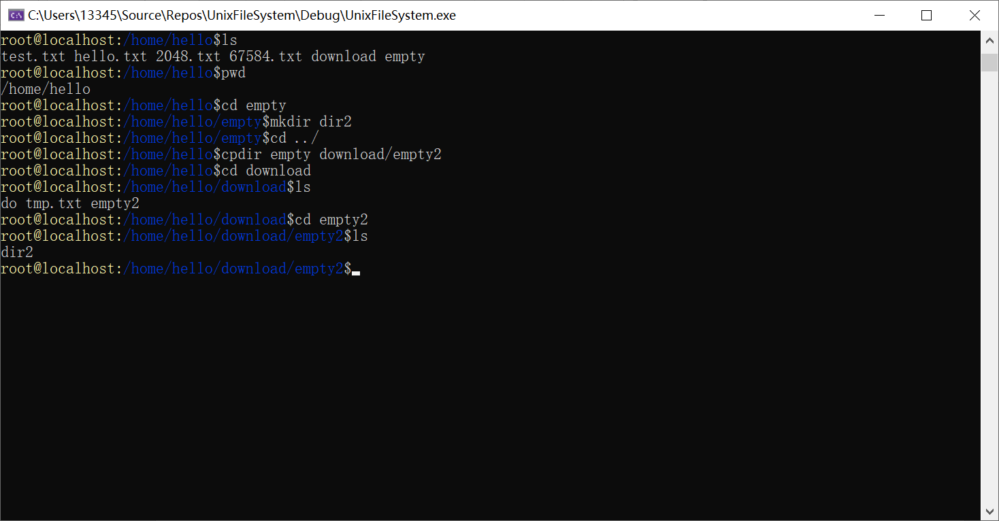 C:\Users\13345\Source\Repos\UnixFileSystem\Debug\UnixFileSystem.exe
root@localhost:/home/hello$ls
test.txt hello.txt 2048.txt 67584.txt download empty
root@localhost:/home/hello$pwd
/home/hello
root@localhost:/home/hello$cd empty
root@localhost:/home/hello/empty$mkdir dir2
root@localhost:/home/hello/empty$cd ../
root@localhost:/home/hello$cpdir empty download/empty2
root@localhost:/home/hello$cd download
root@localhost:/home/hello/download$ls
do tmp.txt empty2
root@localhost:/home/hello/download$cd empty2
root@localhost:/home/hello/download/empty2$ls
dir2
root@localhost:/home/hello/download/empty2$